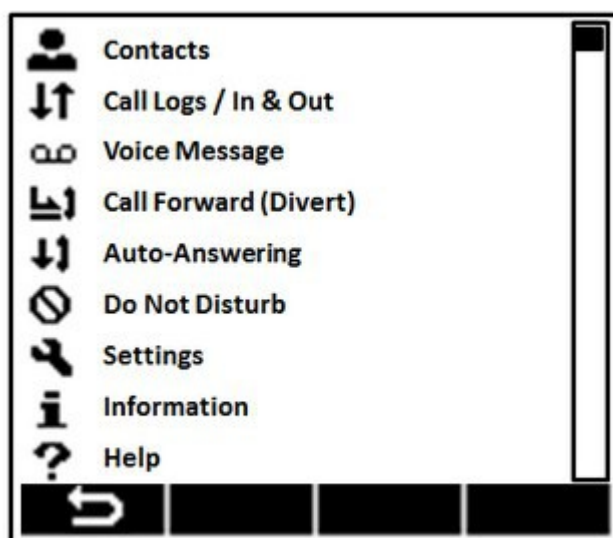 Contacts
Call Logs / In & Out
Voice Message
Call Forward (Divert)
Auto-Answering
Do Not Disturb
Settings
Information
Help